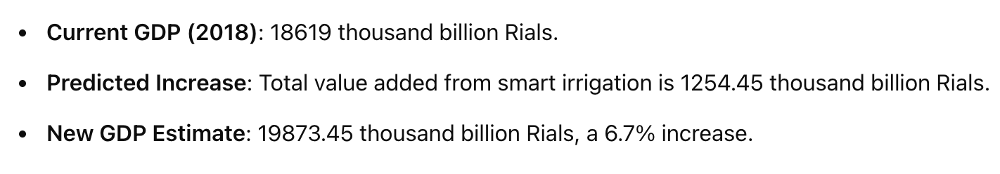 • Current GDP (2018): 18619 thousand billion Rials.
• Predicted Increase: Total value added from smart irrigation is 1254.45 thousand billion Rials.
• New GDP Estimate: 19873.45 thousand billion Rials, a 6.7% increase.